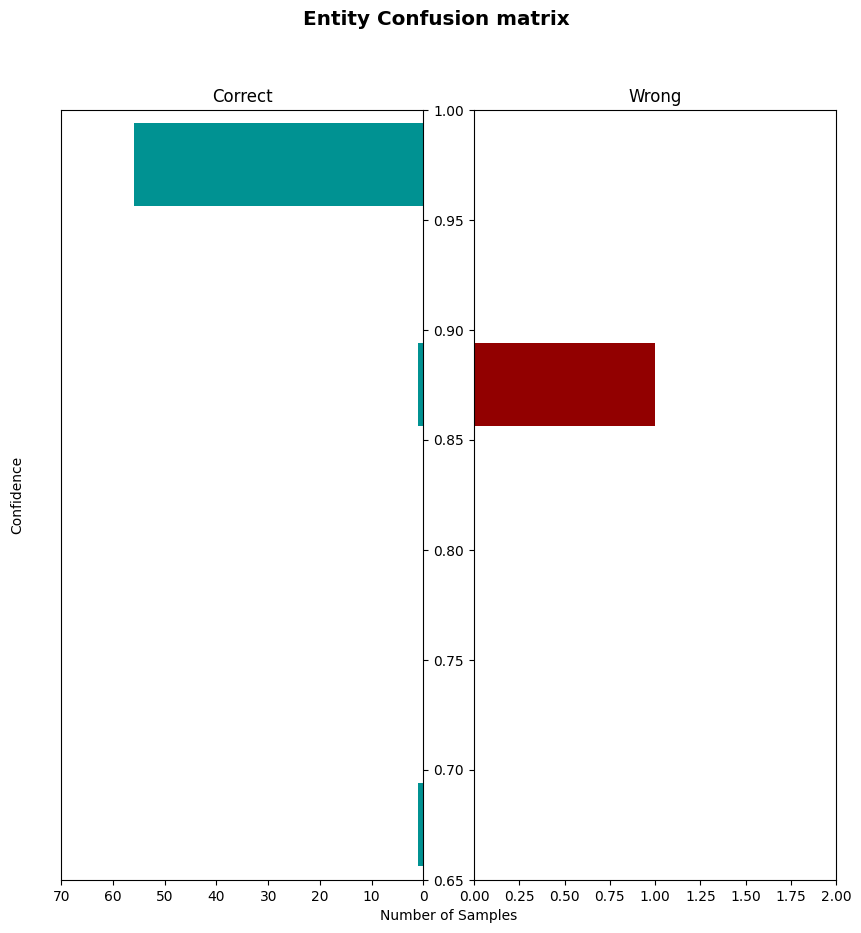 Entity Confusion matrix
Correct
Wrong
1.00
0.95
0.90
0.85
0.80
0.75
0.70
0.65
Confidence
70 60 50 40 30 20 10 0
0.00 0.25 0.50 0.75 1.00 1.25 1.50 1.75 2.00
Number of Samples